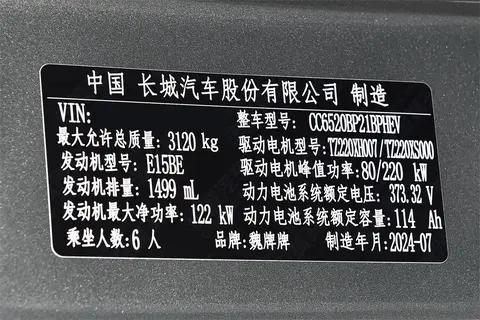 中国 长城汽车股份有限公司 制造
VIN: 整车型号: CC6520BP21BPHEV
最大允许总质量: 3120 kg 驱动电机型号: TZ220XH007/TZ220XS000
发动机型号: E15BE 驱动电机峰值功率: 80/220 kW
发动机排量: 1499 mL 动力电池系统额定电压: 373.32 V
发动机最大净功率: 122 kW 动力电池系统额定容量: 114 Ah
乘坐人数: 6 人 品牌: 魏牌牌 制造年月: 2024-07